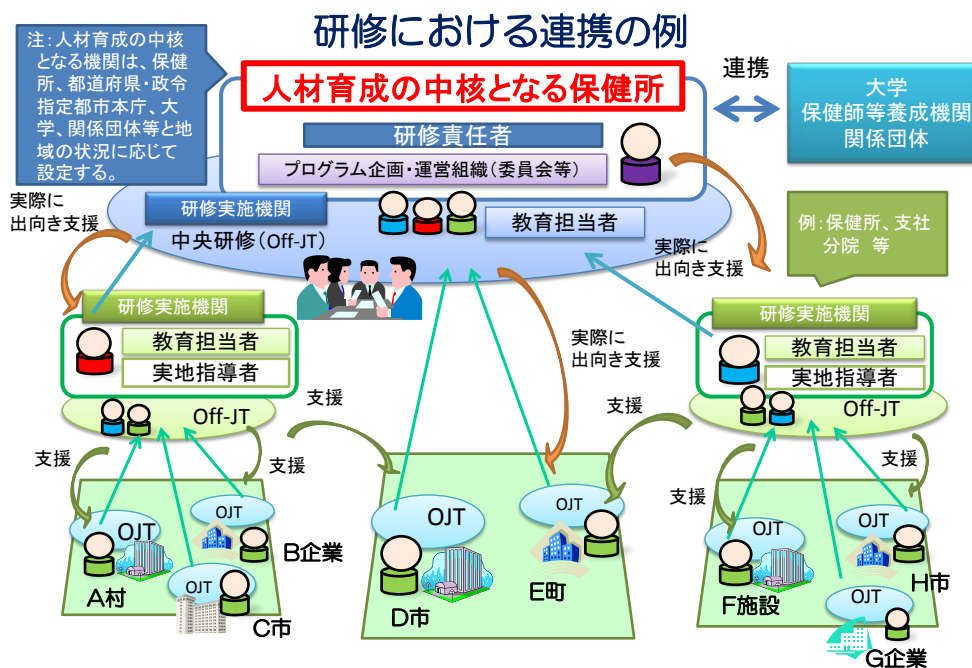 研修における連携の例
注:人材育成の中核
となる機関は、保健
所、都道府県・政令
指定都市本庁、大
学、関係団体等と地
域の状況に応じて
設定する。
人材育成の中核となる保健所
連携
大学
保健師等養成機関
関係団体
研修責任者
プログラム企画・運営組織(委員会等)
実際に
出向き支援
研修実施機関
中央研修(Off-JT)
教育担当者
実際に
出向き支援
例:保健所、支社
分院 等
研修実施機関
教育担当者
実地指導者
Off-JT
実際に
出向き支援
研修実施機関
教育担当者
実地指導者
Off-JT
支援
支援
支援
支援
支援
支援
OJT
A村
OJT
B企業
OJT
C市
OJT
D市
OJT
E町
OJT
F施設
OJT
H市
OJT
G企業